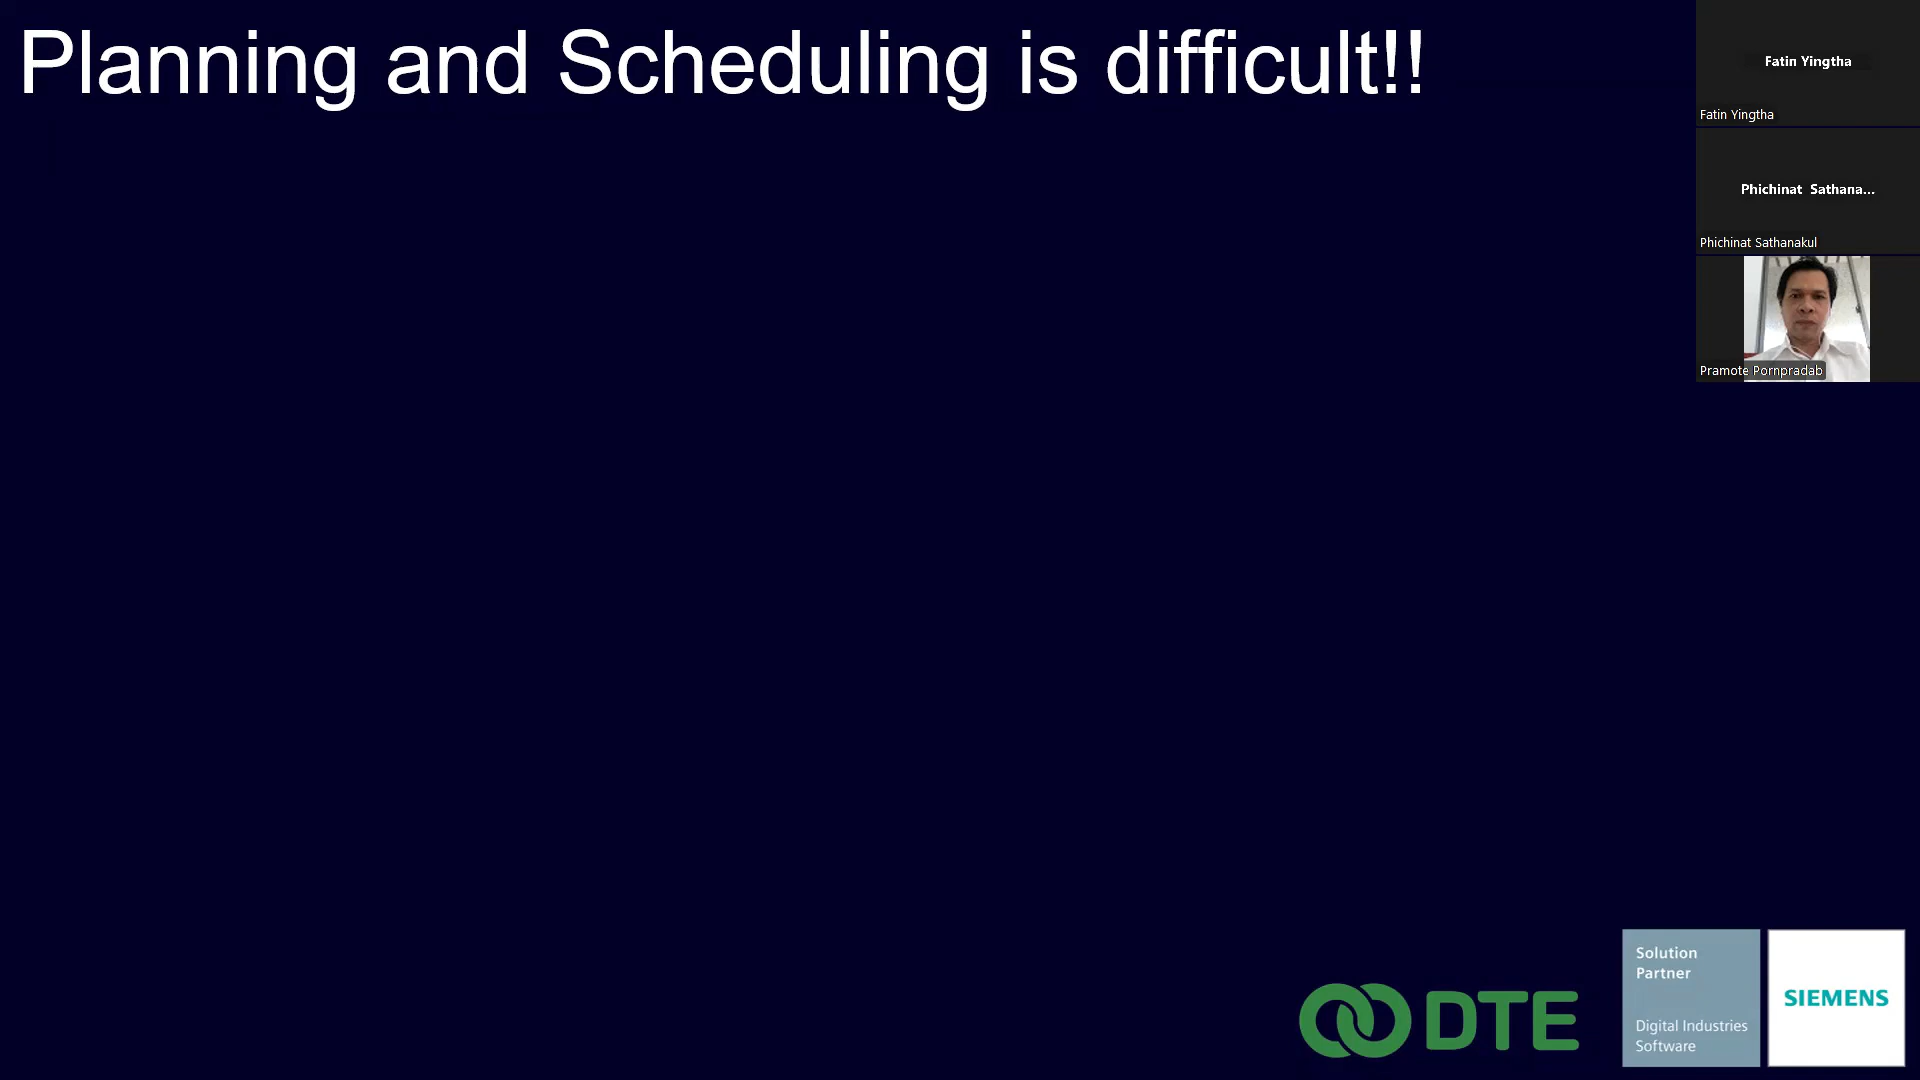 Planning and Scheduling is difficult!!
Fatin Yingtha
Fatin Yingtha
Phichinat Sathana...
Phichinat Sathanakul
Pramote Pornpradab
DTE
Solution
Partner
Digital Industries
Software
SIEMENS